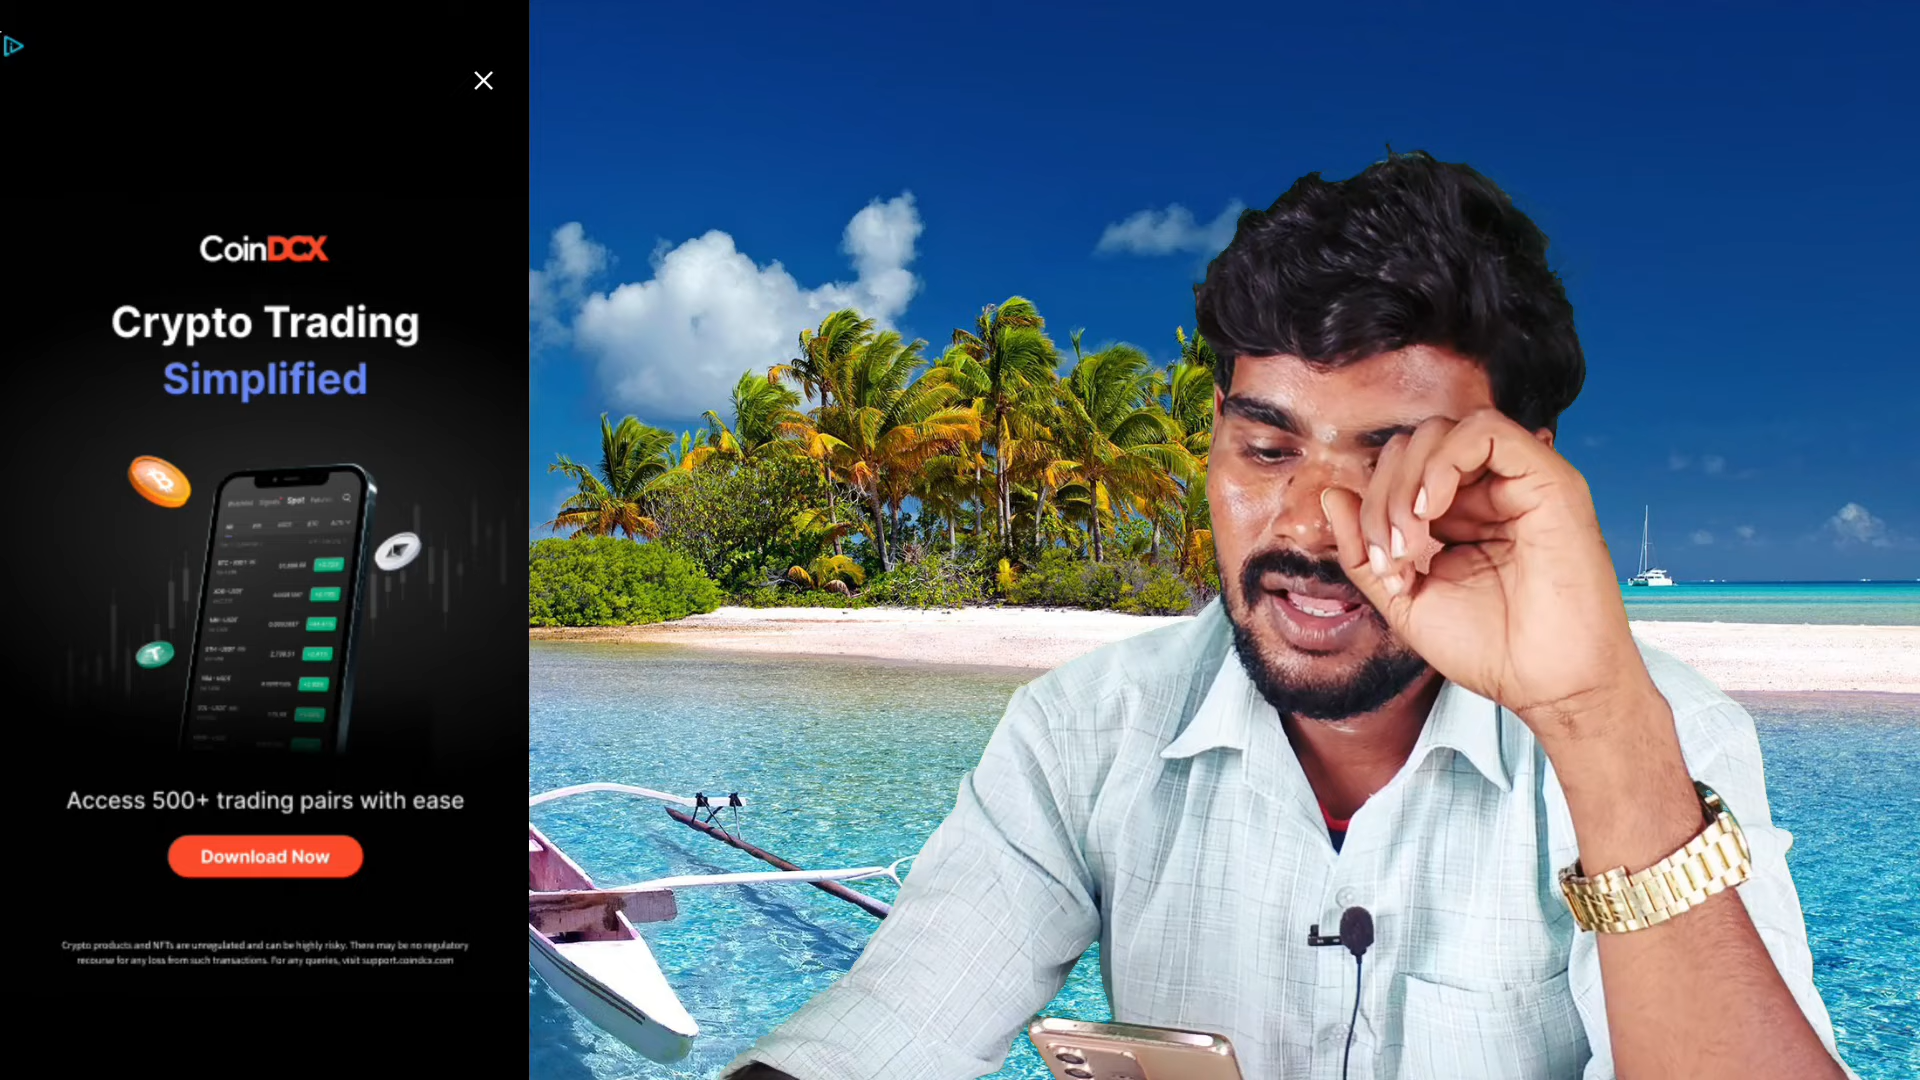 CoinDCX
Crypto Trading
Simplified
Spot
Access 500+ trading pairs with ease
Download Now
Crypto products and NFTs are unregulated and can be highly risky. There may be no regulatory
recourse for any loss from such transactions. For any queries, visit support.coindcx.com